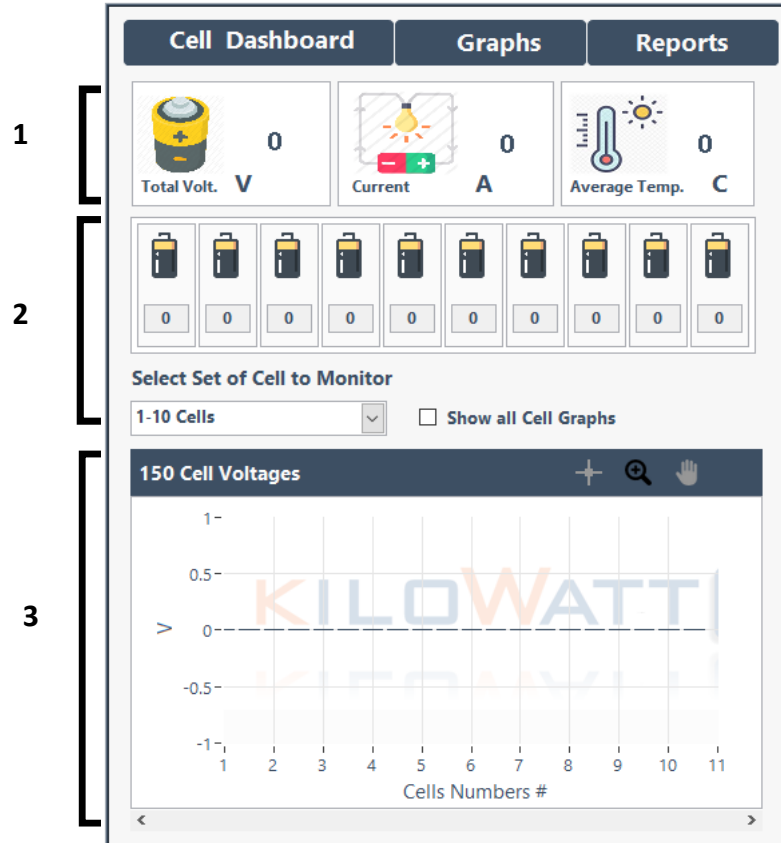 Cell Dashboard Graphs Reports
1
0 0 0
Total Volt. V Current A Average Temp. C
2
0 0 0 0 0 0 0 0 0 0
Select Set of Cell to Monitor
1-10 Cells Show all Cell Graphs
3
150 Cell Voltages
KILOWATT
1
0.5
V 0
-0.5
-1
1 2 3 4 5 6 7 8 9 10 11
Cells Numbers #